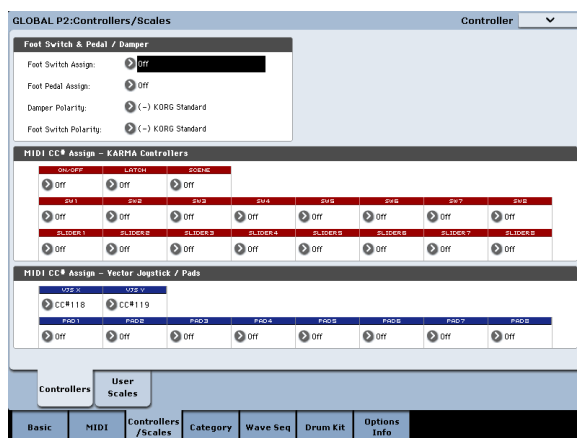 GLOBAL P2:Controllers/Scales Controller
Foot Switch & Pedal / Damper
Foot Switch Assign: Off
Foot Pedal Assign: Off
Damper Polarity: (-) KORG Standard
Foot Switch Polarity: (-) KORG Standard
MIDI CC# Assign - KARMA Controllers
ON/OFF LATCH SCENE
Off Off Off
SW1 SW2 SW3 SW4 SW5 SW6 SW7 SW8
Off Off Off Off Off Off Off Off
SLIDER1 SLIDER2 SLIDER3 SLIDER4 SLIDER5 SLIDER6 SLIDER7 SLIDER8
Off Off Off Off Off Off Off Off
MIDI CC# Assign - Vector Joystick / Pads
VJS X VJS Y
CC#118 CC#119
PAD1 PAD2 PAD3 PAD4 PAD5 PAD6 PAD7 PAD8
Off Off Off Off Off Off Off Off
Controllers User Scales
Basic MIDI Controllers /Scales Category Wave Seq Drum Kit Options Info